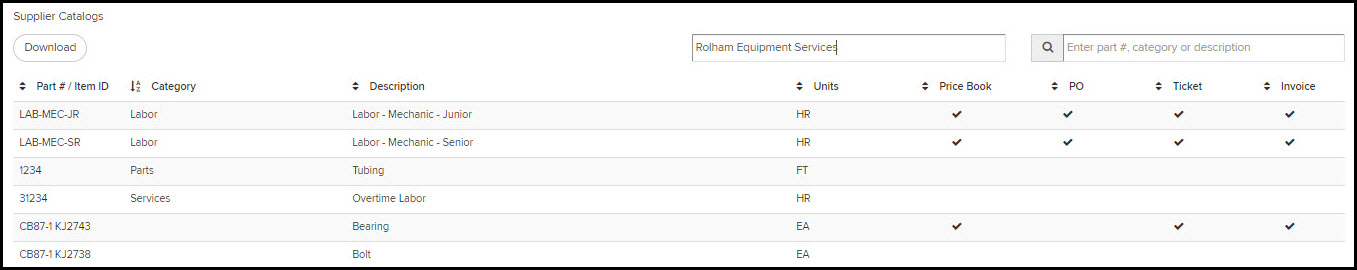 Supplier Catalogs
Download
Rolham Equipment Services
Enter part #, category or description
Part # / Item ID Category Description Units Price Book PO Ticket Invoice
LAB-MEC-JR Labor Labor - Mechanic - Junior HR
LAB-MEC-SR Labor Labor - Mechanic - Senior HR
1234 Parts Tubing FT
31234 Services Overtime Labor HR
CB87-1 KJ2743 Bearing EA
CB87-1 KJ2738 Bolt EA